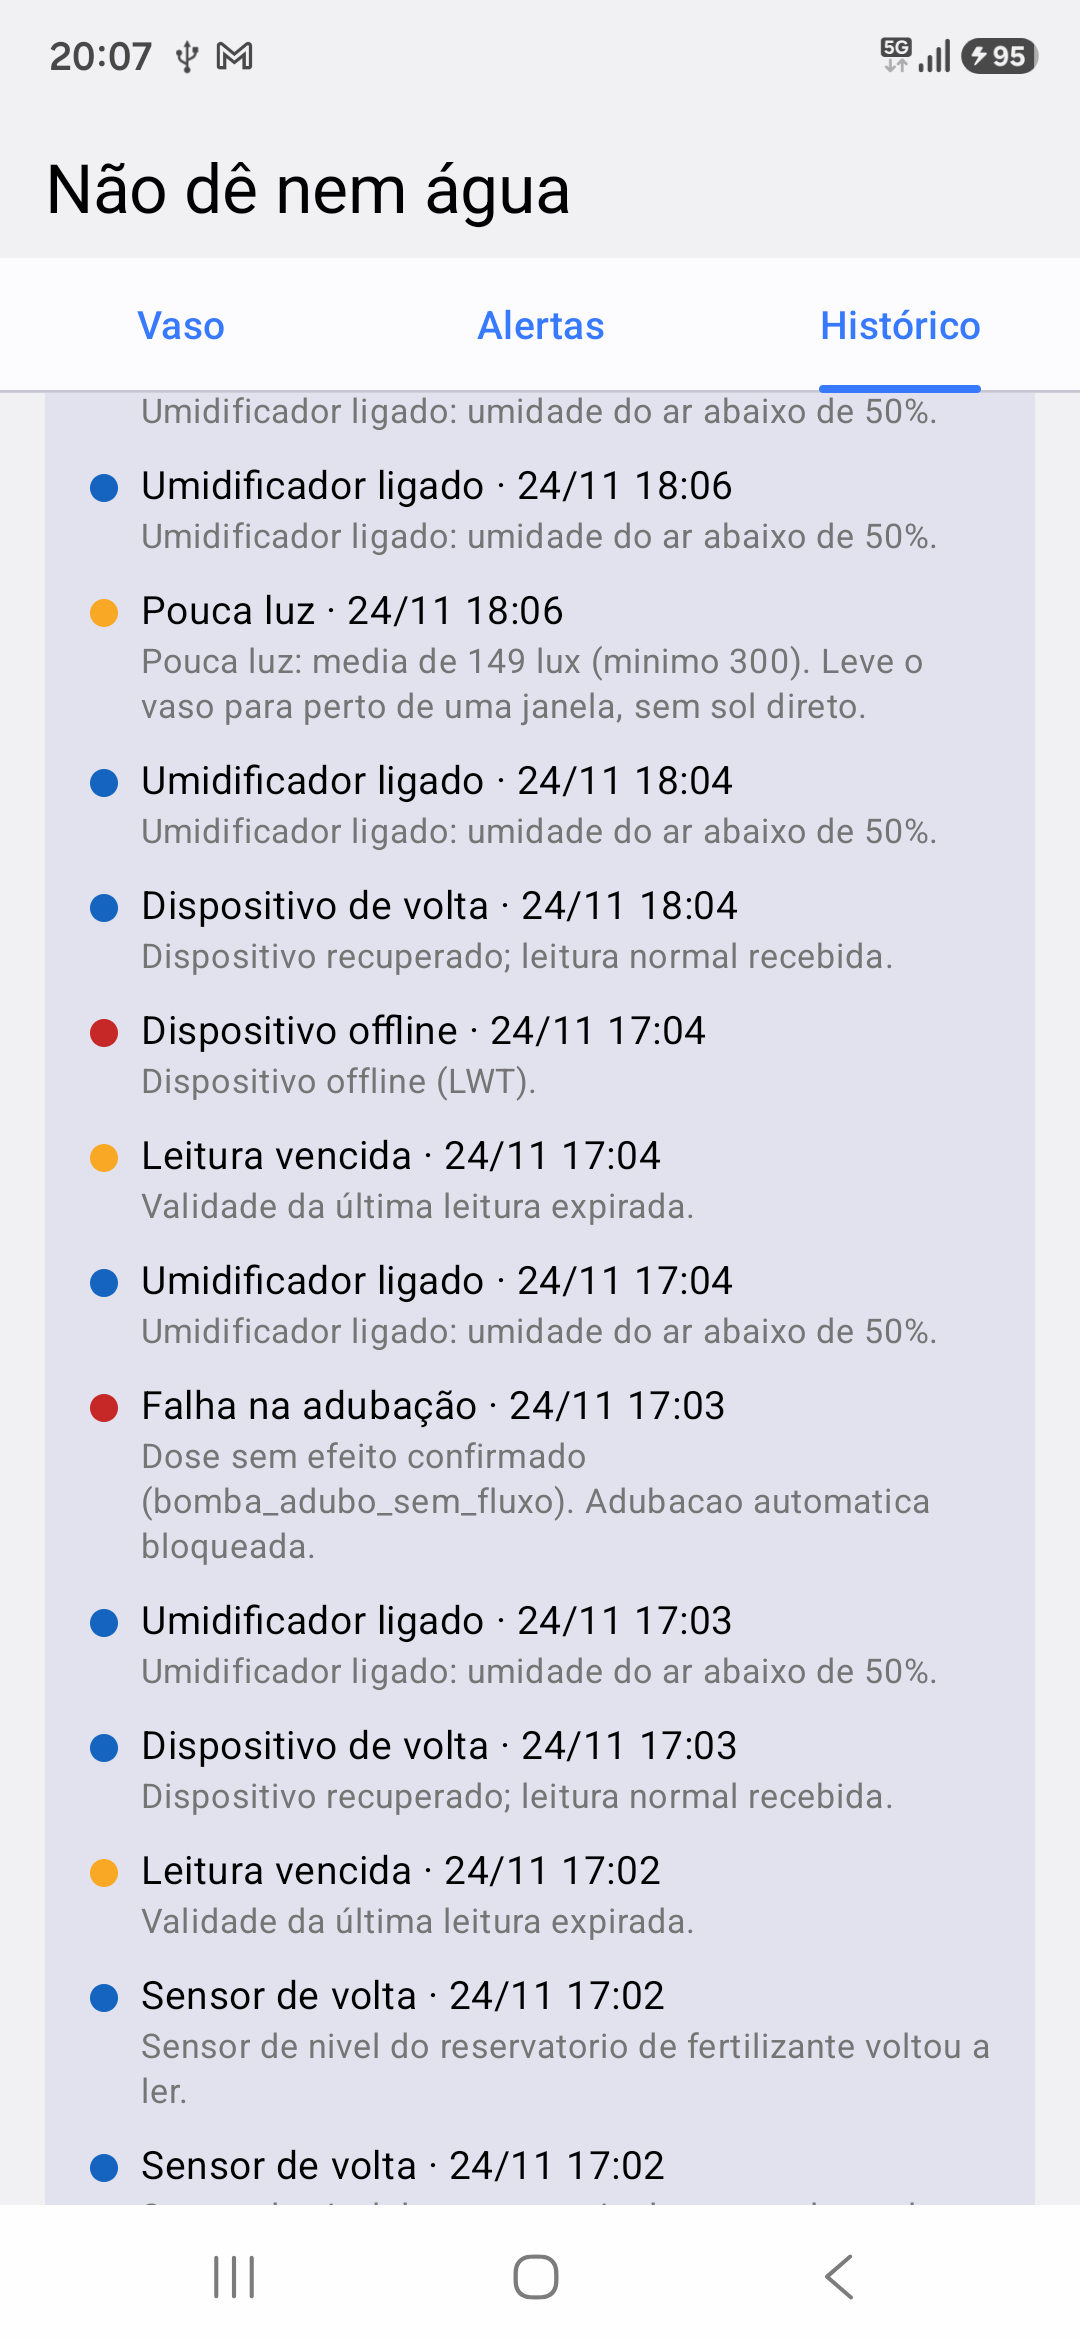 20:07
5G
95
Não dê nem água
Vaso
Alertas
Histórico
Umidificador ligado: umidade do ar abaixo de 50%.
Umidificador ligado · 24/11 18:06
Umidificador ligado: umidade do ar abaixo de 50%.
Pouca luz · 24/11 18:06
Pouca luz: media de 149 lux (minimo 300). Leve o
vaso para perto de uma janela, sem sol direto.
Umidificador ligado · 24/11 18:04
Umidificador ligado: umidade do ar abaixo de 50%.
Dispositivo de volta · 24/11 18:04
Dispositivo recuperado; leitura normal recebida.
Dispositivo offline · 24/11 17:04
Dispositivo offline (LWT).
Leitura vencida · 24/11 17:04
Validade da última leitura expirada.
Umidificador ligado · 24/11 17:04
Umidificador ligado: umidade do ar abaixo de 50%.
Falha na adubação · 24/11 17:03
Dose sem efeito confirmado
(bomba_adubo_sem_fluxo). Adubacao automatica
bloqueada.
Umidificador ligado · 24/11 17:03
Umidificador ligado: umidade do ar abaixo de 50%.
Dispositivo de volta · 24/11 17:03
Dispositivo recuperado; leitura normal recebida.
Leitura vencida · 24/11 17:02
Validade da última leitura expirada.
Sensor de volta · 24/11 17:02
Sensor de nivel do reservatorio de fertilizante voltou a
ler.
Sensor de volta · 24/11 17:02